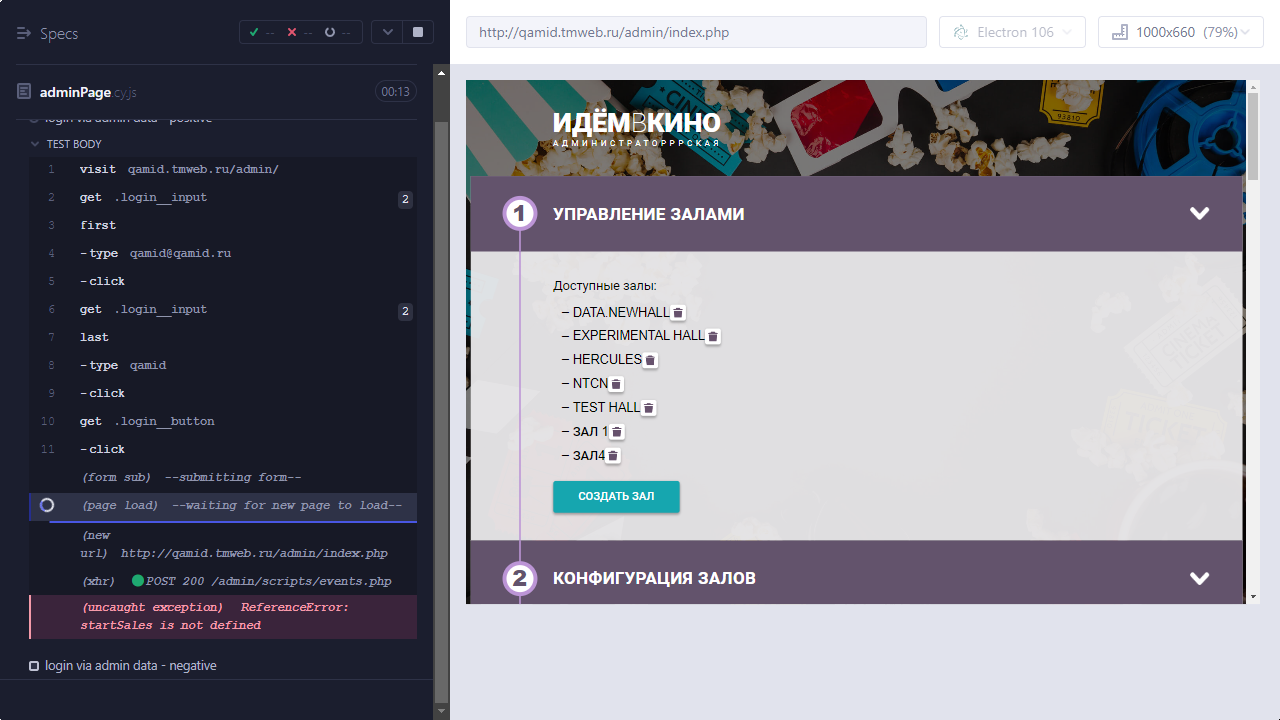 Specs
--
--
--
adminPage.cy.js
00:13
login via admin data - positive
TEST BODY
1 visit qamid.tmweb.ru/admin/
2 get .login__input 2
3 first
4 -type qamid@qamid.ru
5 -click
6 get .login__input 2
7 last
8 -type qamid
9 -click
10 get .login__button
11 -click
(form sub) --submitting form--
(page load) --waiting for new page to load--
(new
url) http://qamid.tmweb.ru/admin/index.php
(xhr) POST 200 /admin/scripts/events.php
(uncaught exception) ReferenceError:
startSales is not defined
login via admin data - negative
http://qamid.tmweb.ru/admin/index.php
Electron 106
1000x660 (79%)
ИДЁМВКИНО
АДМИНИСТРАТОРРРСКАЯ
1 УПРАВЛЕНИЕ ЗАЛАМИ
Доступные залы:
– DATA.NEWHALL
– EXPERIMENTAL HALL
– HERCULES
– NTCN
– TEST HALL
– ЗАЛ 1
– ЗАЛ4
СОЗДАТЬ ЗАЛ
2 КОНФИГУРАЦИЯ ЗАЛОВ